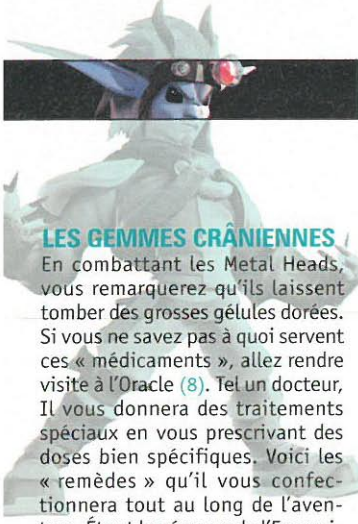 LES GEMMES CRÂNIENNES
En combattant les Metal Heads,
vous remarquerez qu'ils laissent
tomber des grosses gélules dorées.
Si vous ne savez pas à quoi servent
ces « médicaments », allez rendre
visite à l'Oracle (8). Tel un docteur,
Il vous donnera des traitements
spéciaux en vous prescrivant des
doses bien spécifiques. Voici les
« remèdes » qu'il vous confec-
tionnera tout au long de l'aven-